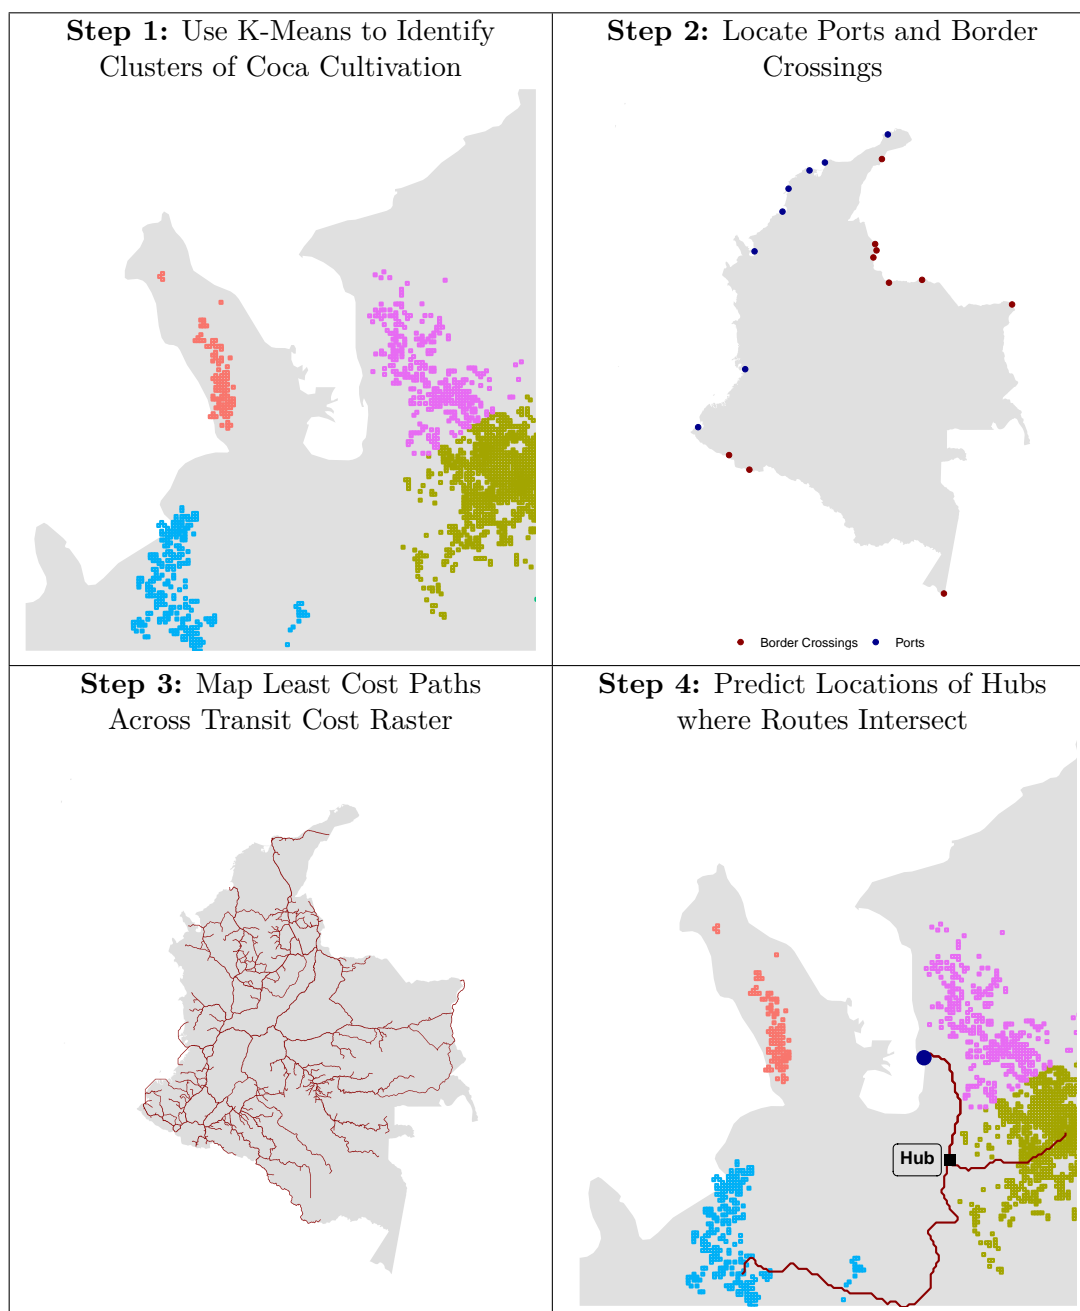 Step 1: Use K-Means to Identify
Clusters of Coca Cultivation
Step 2: Locate Ports and Border
Crossings
Border Crossings
Ports
Step 3: Map Least Cost Paths
Across Transit Cost Raster
Step 4: Predict Locations of Hubs
where Routes Intersect
Hub